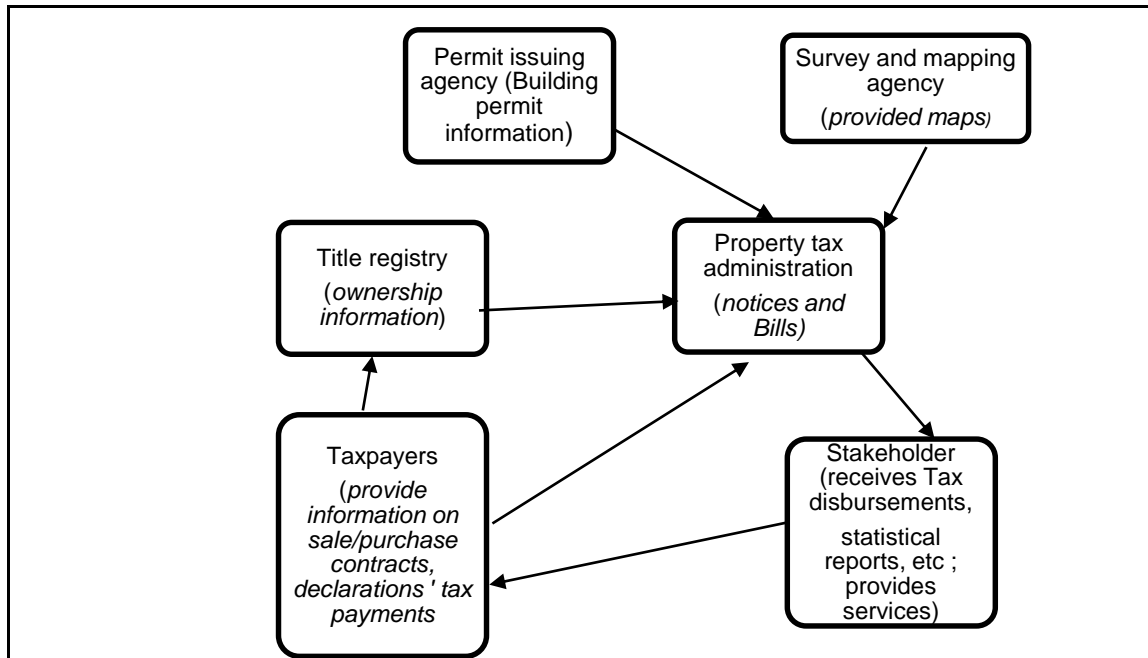 Permit issuing
agency (Building
permit
information)
Survey and mapping
agency
(provided maps)
Title registry
(ownership
information)
Property tax
administration
(notices and
Bills)
Taxpayers
(provide
information on
sale/purchase
contracts,
declarations ' tax
payments
Stakeholder
(receives Tax
disbursements,
statistical
reports, etc ;
provides
services)